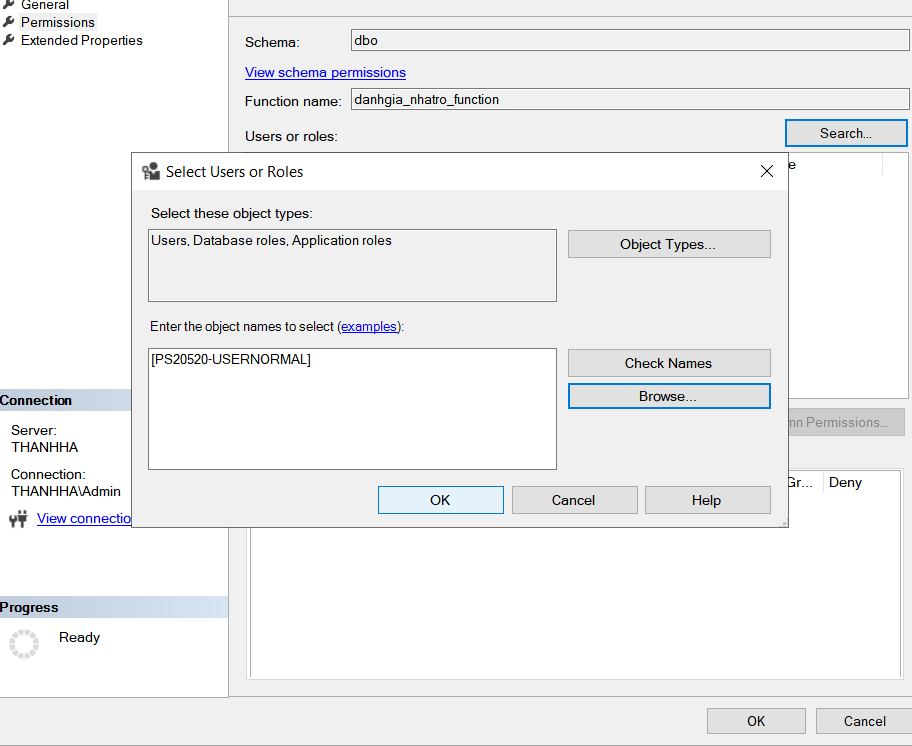 General
Permissions
Extended Properties
Schema:
dbo
View schema permissions
Function name:
danhgia_nhatro_function
Users or roles:
Search...
Select Users or Roles
Select these object types:
Users, Database roles, Application roles
Object Types...
Enter the object names to select (examples):
[PS20520-USERNORMAL]
Check Names
Browse...
OK
Cancel
Help
Permissions...
Gr...
Deny
Connection
Server:
THANHHA
Connection:
THANHHA\Admin
View connectio
Progress
Ready
OK
Cancel